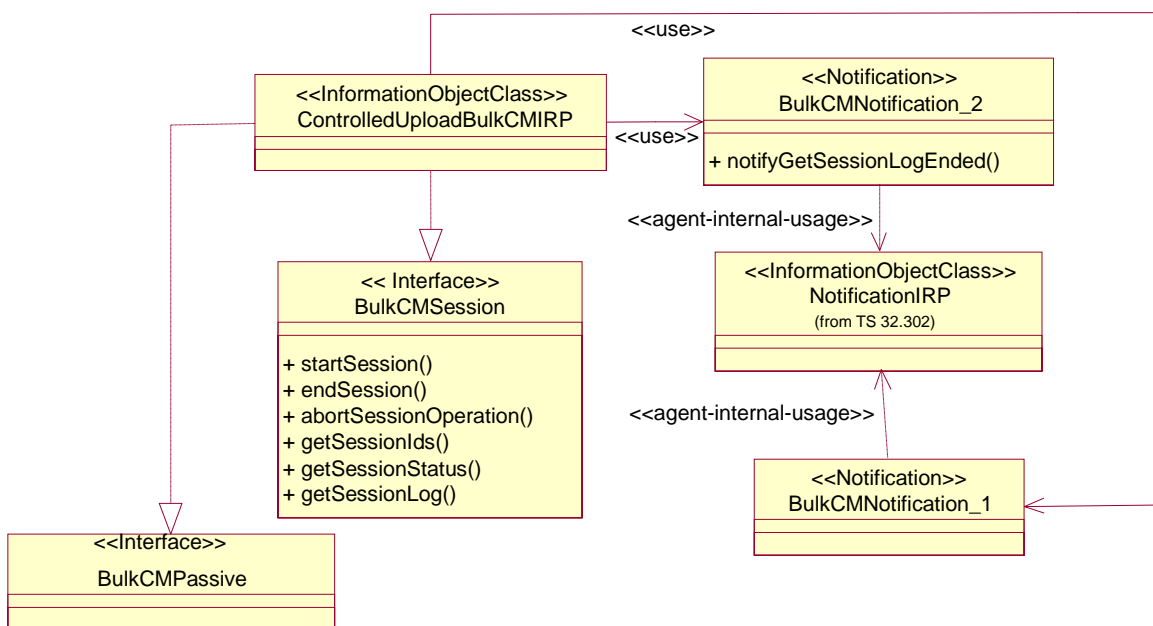 <<use>>
<<InformationObjectClass>>
ControlledUploadBulkCMIRP
<<Notification>>
BulkCMNotification_2
<<use>>
+ notifyGetSessionLogEnded()
<<agent-internal-usage>>
<< Interface>>
BulkCMSession
+ startSession()
+ endSession()
+ abortSessionOperation()
+ getSessionIds()
+ getSessionStatus()
+ getSessionLog()
<<InformationObjectClass>>
NotificationIRP
(from TS 32.302)
<<agent-internal-usage>>
<<Notification>>
BulkCMNotification_1
<<Interface>>
BulkCMPassive